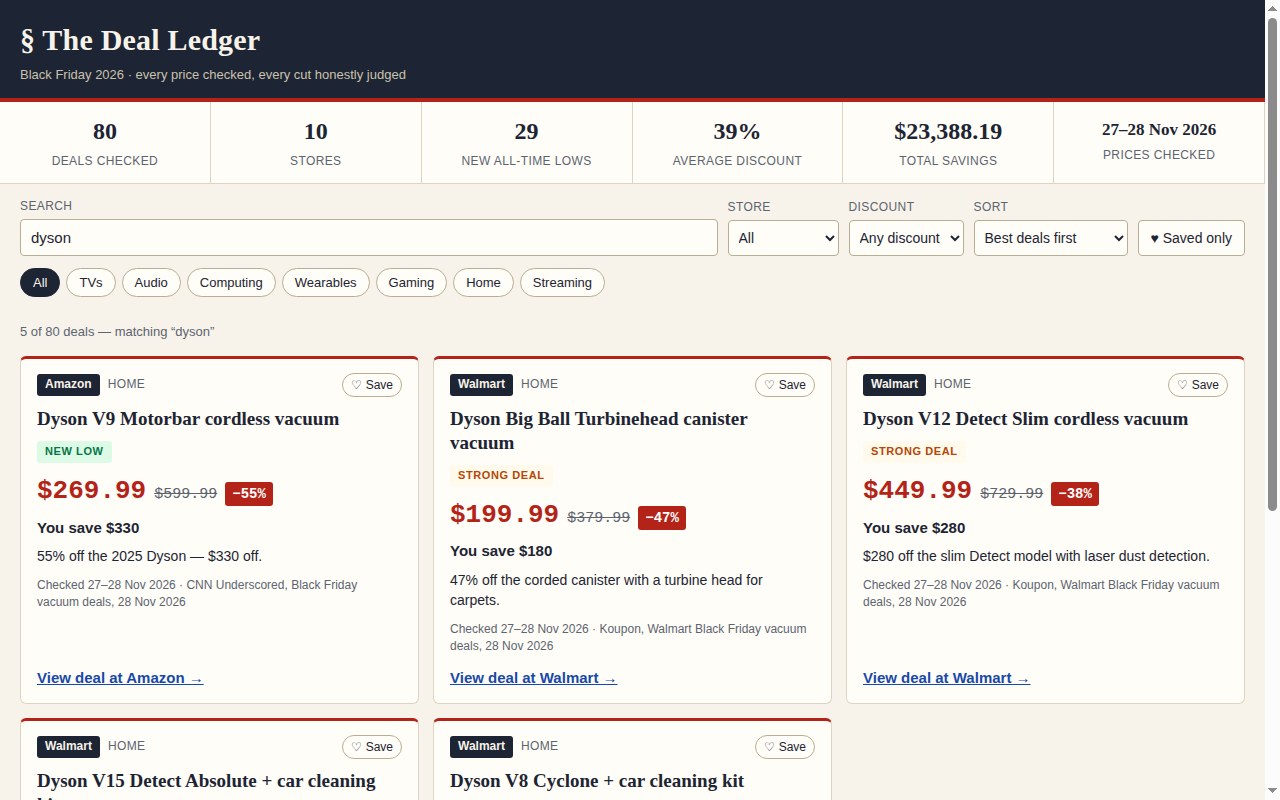 § The Deal Ledger
Black Friday 2026 · every price checked, every cut honestly judged
80
DEALS CHECKED
10
STORES
29
NEW ALL-TIME LOWS
39%
AVERAGE DISCOUNT
$23,388.19
TOTAL SAVINGS
27–28 Nov 2026
PRICES CHECKED
SEARCH
dyson
STORE
All
DISCOUNT
Any discount
SORT
Best deals first
♥ Saved only
All
TVs
Audio
Computing
Wearables
Gaming
Home
Streaming
5 of 80 deals — matching “dyson”
Amazon HOME ♡ Save
Dyson V9 Motorbar cordless vacuum
NEW LOW
$269.99 $599.99 −55%
You save $330
55% off the 2025 Dyson — $330 off.
Checked 27–28 Nov 2026 · CNN Underscored, Black Friday
vacuum deals, 28 Nov 2026
View deal at Amazon →
Walmart HOME ♡ Save
Dyson Big Ball Turbinehead canister
vacuum
STRONG DEAL
$199.99 $379.99 −47%
You save $180
47% off the corded canister with a turbine head for
carpets.
Checked 27–28 Nov 2026 · Koupon, Walmart Black Friday vacuum
deals, 28 Nov 2026
View deal at Walmart →
Walmart HOME ♡ Save
Dyson V12 Detect Slim cordless vacuum
STRONG DEAL
$449.99 $729.99 −38%
You save $280
$280 off the slim Detect model with laser dust detection.
Checked 27–28 Nov 2026 · Koupon, Walmart Black Friday vacuum
deals, 28 Nov 2026
View deal at Walmart →
Walmart HOME ♡ Save
Dyson V15 Detect Absolute + car cleaning
Walmart HOME ♡ Save
Dyson V8 Cyclone + car cleaning kit